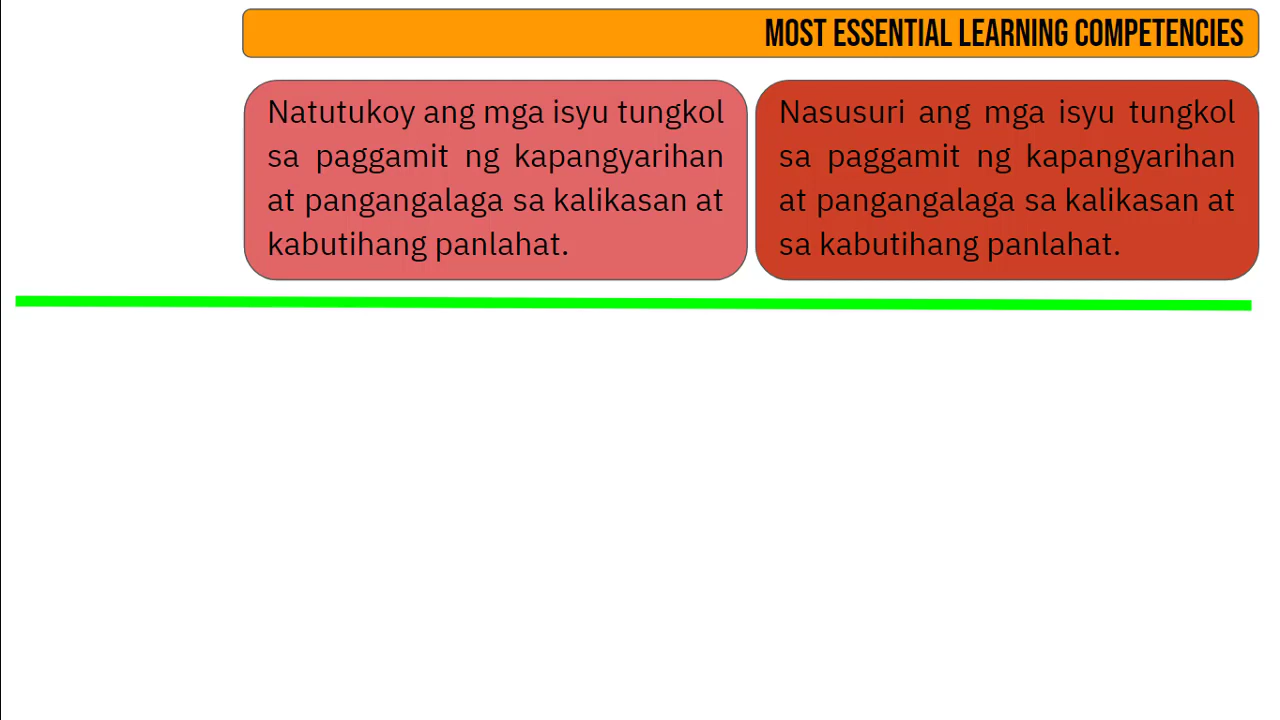 MOST ESSENTIAL LEARNING COMPETENCIES
Natutukoy ang mga isyu tungkol
sa paggamit ng kapangyarihan
at pangangalaga sa kalikasan at
kabutihang panlahat.
Nasusuri ang mga isyu tungkol
sa paggamit ng kapangyarihan
at pangangalaga sa kalikasan at
sa kabutihang panlahat.